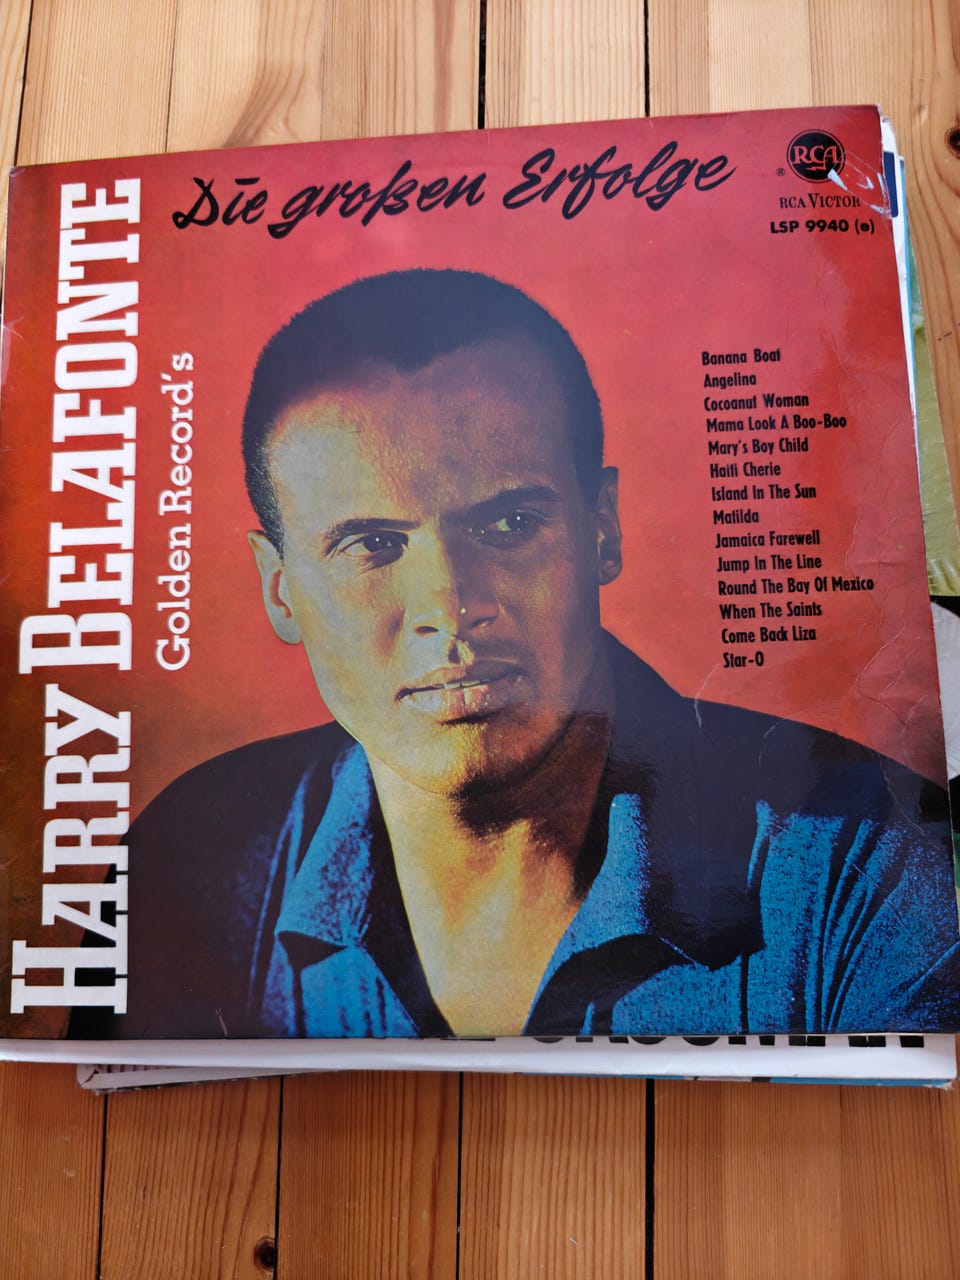 Die großen Erfolge
RCA
®
RCA VICTOR
LSP 9940 (e)
HARRY BELAFONTE
Golden Record's
Banana Boat
Angelina
Cocoanut Woman
Mama Look A Boo-Boo
Mary's Boy Child
Haiti Cherie
Island In The Sun
Matilda
Jamaica Farewell
Jump In The Line
Round The Bay Of Mexico
When The Saints
Come Back Liza
Star-O